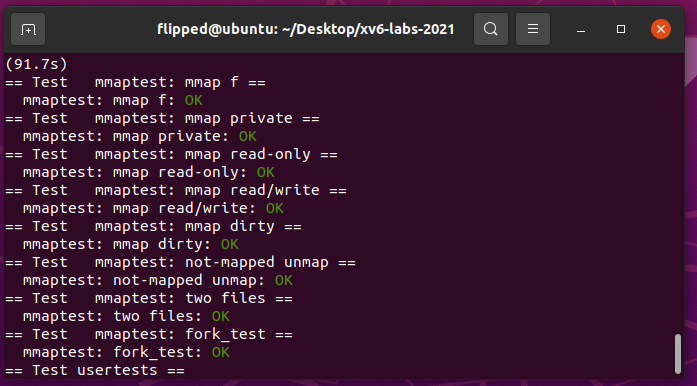 flipped@ubuntu: ~/Desktop/xv6-labs-2021
(91.7s)
== Test   mmaptest: mmap f ==
  mmaptest: mmap f: OK
== Test   mmaptest: mmap private ==
  mmaptest: mmap private: OK
== Test   mmaptest: mmap read-only ==
  mmaptest: mmap read-only: OK
== Test   mmaptest: mmap read/write ==
  mmaptest: mmap read/write: OK
== Test   mmaptest: mmap dirty ==
  mmaptest: mmap dirty: OK
== Test   mmaptest: not-mapped unmap ==
  mmaptest: not-mapped unmap: OK
== Test   mmaptest: two files ==
  mmaptest: two files: OK
== Test   mmaptest: fork_test ==
  mmaptest: fork_test: OK
== Test usertests ==